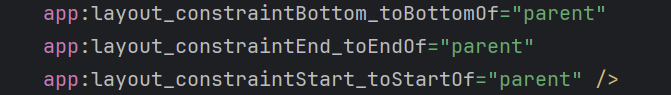 app:layout_constraintBottom_toBottomOf="parent"
app:layout_constraintEnd_toEndOf="parent"
app:layout_constraintStart_toStartOf="parent" />